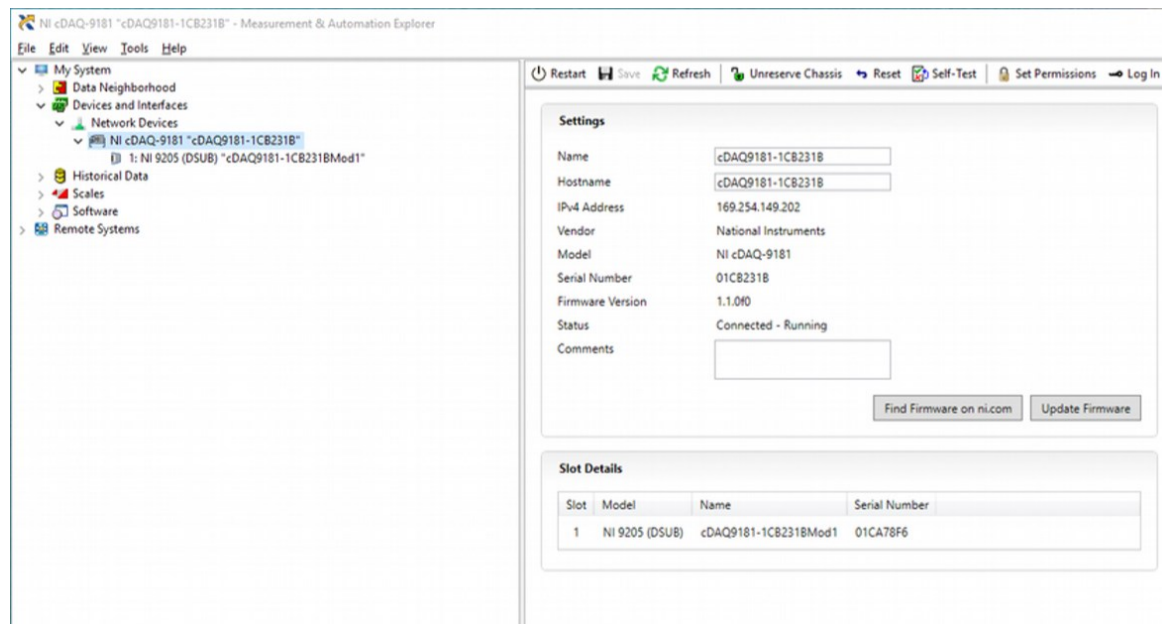 NI cDAQ-9181 "cDAQ9181-1CB231B" - Measurement & Automation Explorer
File Edit View Tools Help
My System
Data Neighborhood
Devices and Interfaces
Network Devices
NI cDAQ-9181 "cDAQ9181-1CB231B"
1: NI 9205 (DSUB) "cDAQ9181-1CB231BMod1"
Historical Data
Scales
Software
Remote Systems
Restart Save Refresh Unreserve Chassis Reset Self-Test Set Permissions Log In
Settings
Name cDAQ9181-1CB231B
Hostname cDAQ9181-1CB231B
IPv4 Address 169.254.149.202
Vendor National Instruments
Model NI cDAQ-9181
Serial Number 01CB231B
Firmware Version 1.1.0f0
Status Connected - Running
Comments
Find Firmware on ni.com Update Firmware
Slot Details
Slot Model Name Serial Number
1 NI 9205 (DSUB) cDAQ9181-1CB231BMod1 01CA78F6